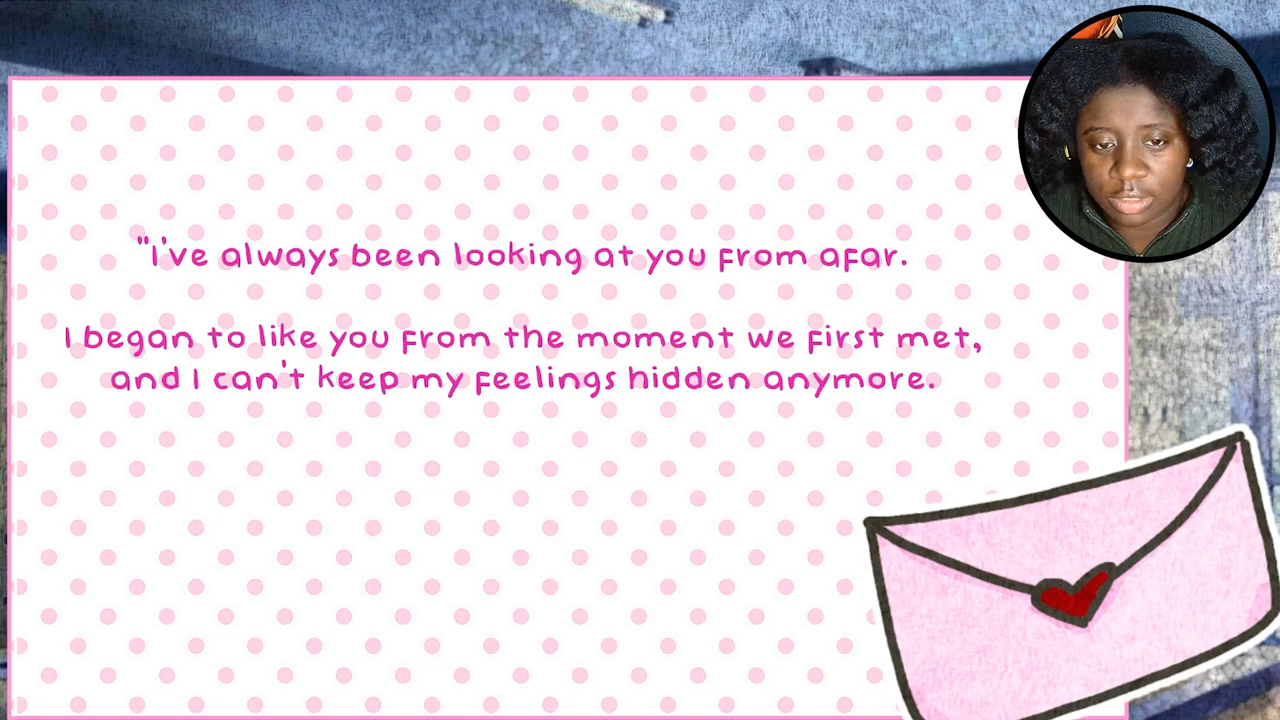 "I've always been looking at you from afar.
I began to like you from the moment we first met,
and I can't keep my feelings hidden anymore.